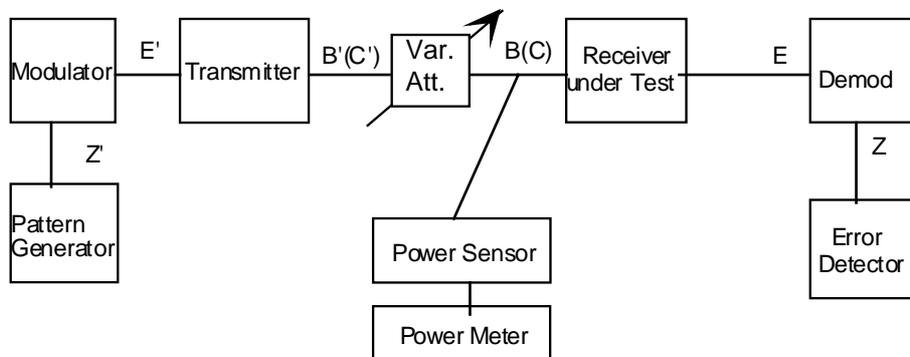 E'
B'(C')
Var.
Att.
B(C)
Receiver
under Test
E
Modulator
Transmitter
Demod
Z'
Z
Pattern
Generator
Power Sensor
Error
Detector
Power Meter